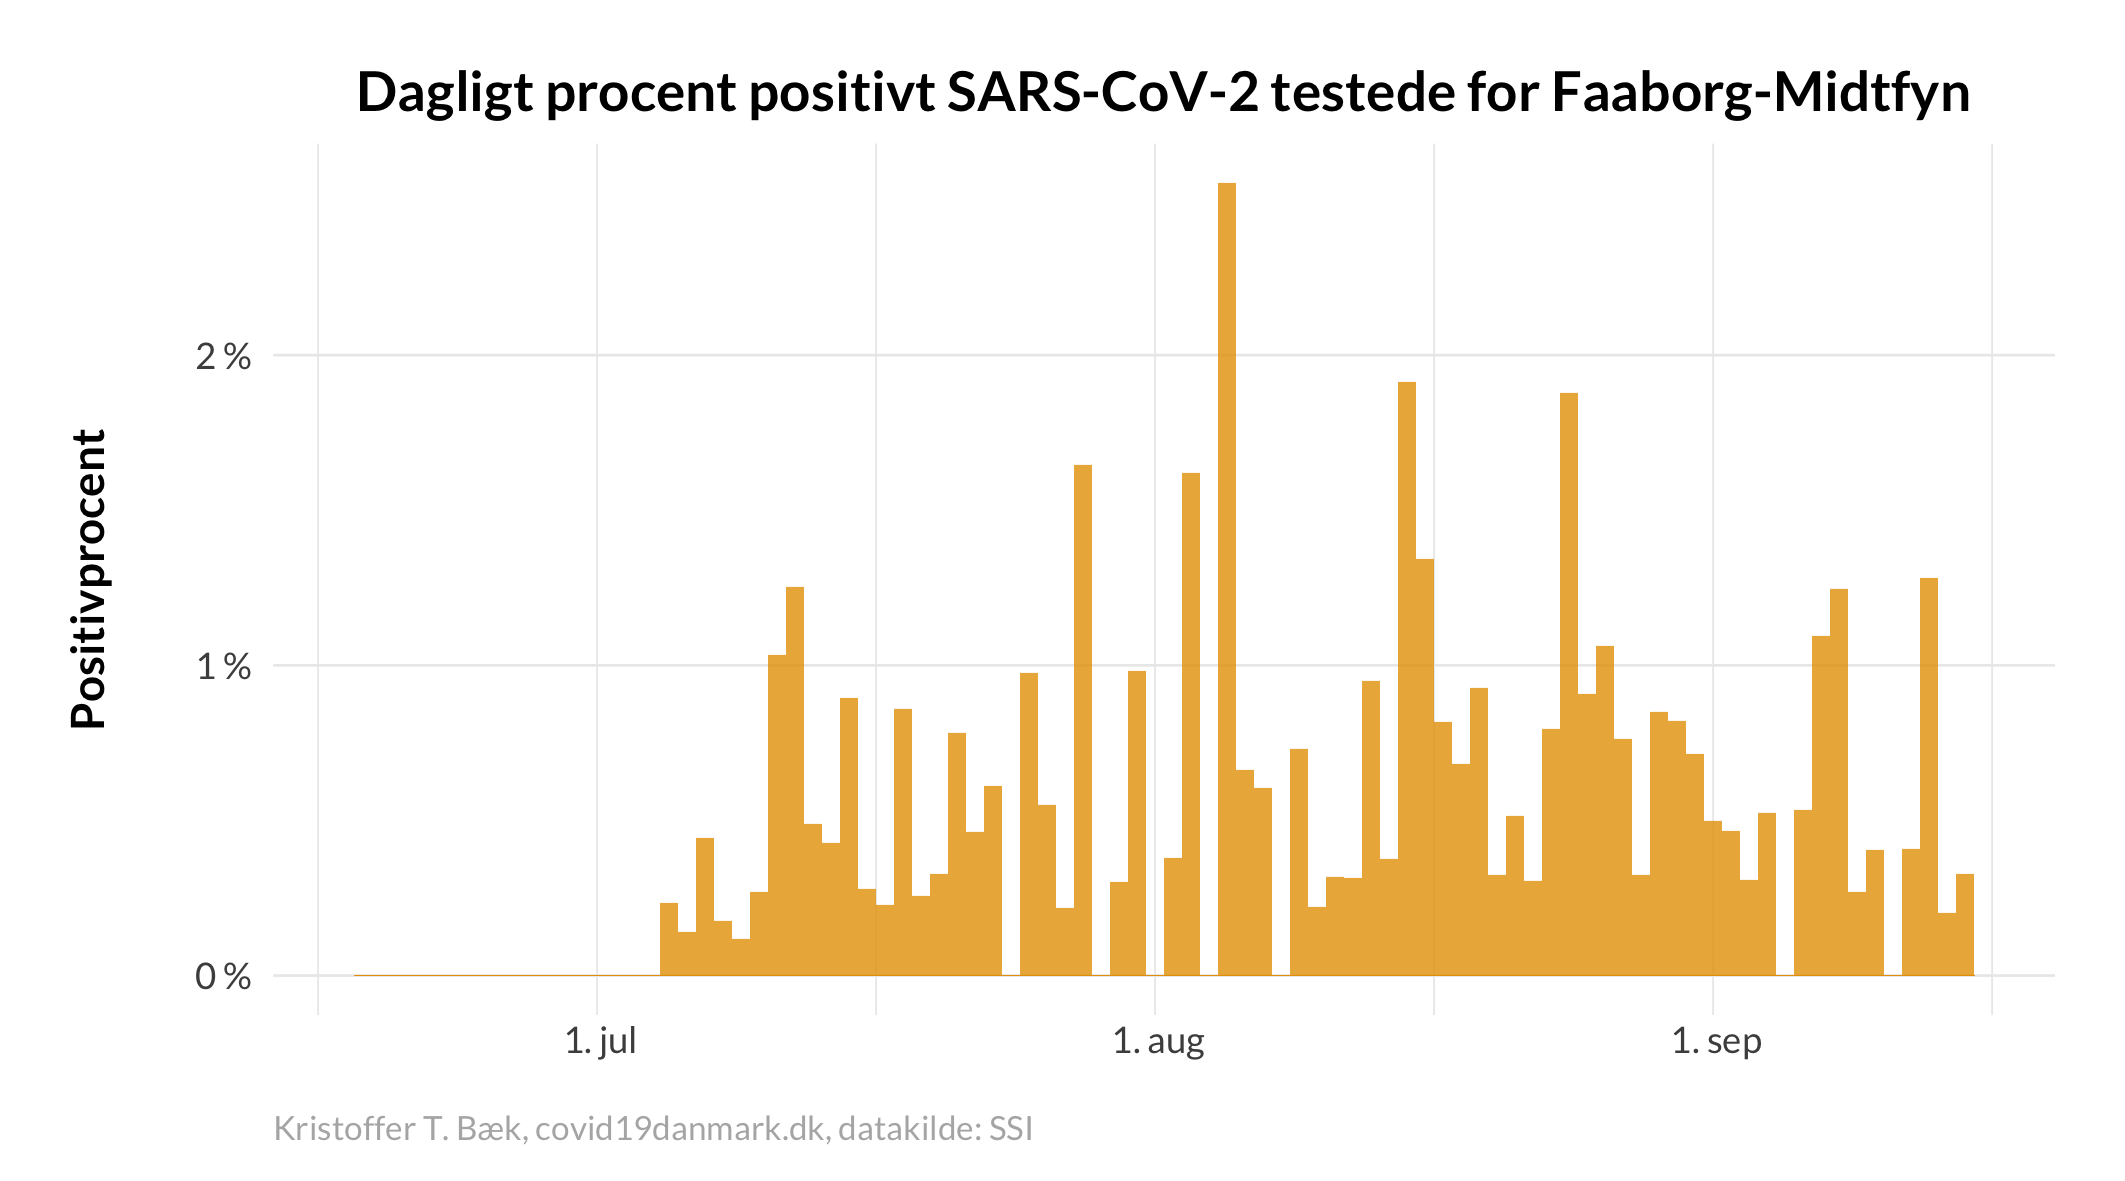 Dagligt procent positivt SARS-CoV-2 testede for Faaborg-Midtfyn
Positivprocent
2 %
1 %
0 %
1. jul
1. aug
1. sep
Kristoffer T. Bæk, covid19danmark.dk, datakilde: SSI